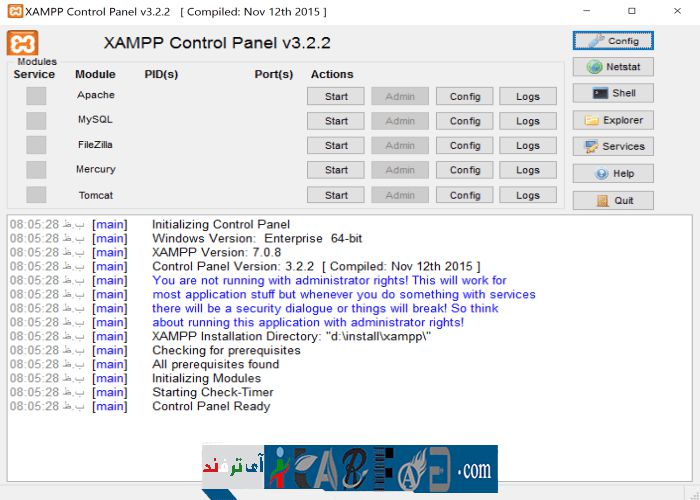 XAMPP Control Panel v3.2.2 [ Compiled: Nov 12th 2015 ]
XAMPP Control Panel v3.2.2
Config
Modules
Service Module PID(s) Port(s) Actions
Netstat
Apache Start Admin Config Logs
Shell
MySQL Start Admin Config Logs
Explorer
FileZilla Start Admin Config Logs
Services
Mercury Start Admin Config Logs
Help
Tomcat Start Admin Config Logs
Quit
08:05:28 ب.ظ [main] Initializing Control Panel
08:05:28 ب.ظ [main] Windows Version: Enterprise 64-bit
08:05:28 ب.ظ [main] XAMPP Version: 7.0.8
08:05:28 ب.ظ [main] Control Panel Version: 3.2.2 [ Compiled: Nov 12th 2015 ]
08:05:28 ب.ظ [main] You are not running with administrator rights! This will work for
08:05:28 ب.ظ [main] most application stuff but whenever you do something with services
08:05:28 ب.ظ [main] there will be a security dialogue or things will break! So think
08:05:28 ب.ظ [main] about running this application with administrator rights!
08:05:28 ب.ظ [main] XAMPP Installation Directory: "d:\install\xampp\"
08:05:28 ب.ظ [main] Checking for prerequisites
08:05:28 ب.ظ [main] All prerequisites found
08:05:28 ب.ظ [main] Initializing Modules
08:05:28 ب.ظ [main] Starting Check-Timer
08:05:28 ب.ظ [main] Control Panel Ready
آی ترفند .com